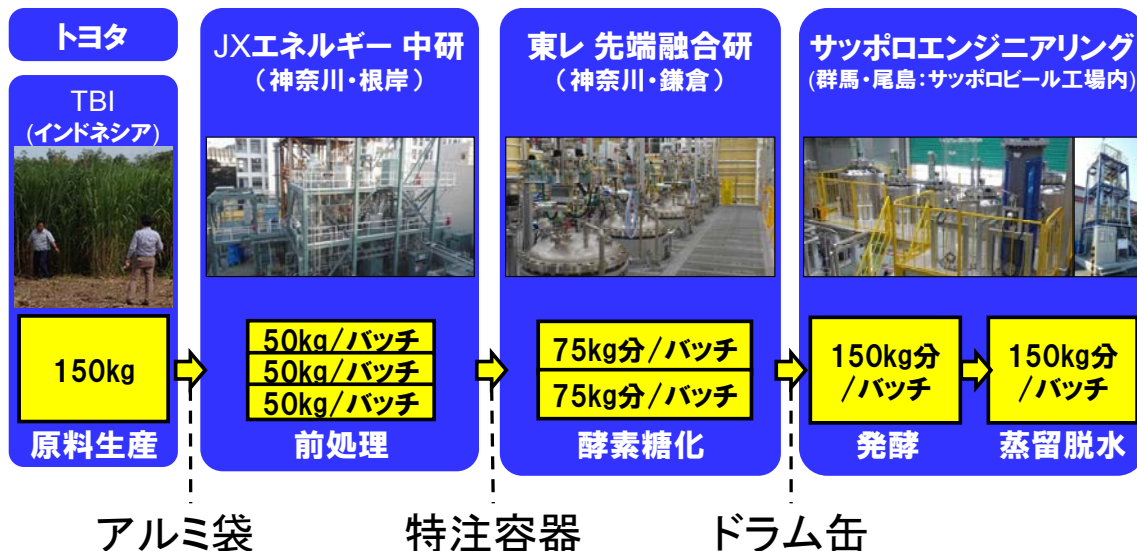 トヨタ
TBI
(インドネシア)
150kg
原料生産
JXエネルギー 中研
(神奈川・根岸)
50kg/バッチ
50kg/バッチ
50kg/バッチ
前処理
東レ 先端融合研
(神奈川・鎌倉)
75kg分/バッチ
75kg分/バッチ
酵素糖化
サッポロエンジニアリング
(群馬・尾島:サッポロビール工場内)
150kg分
/バッチ
発酵
150kg分
/バッチ
蒸留脱水
アルミ袋
特注容器
ドラム缶